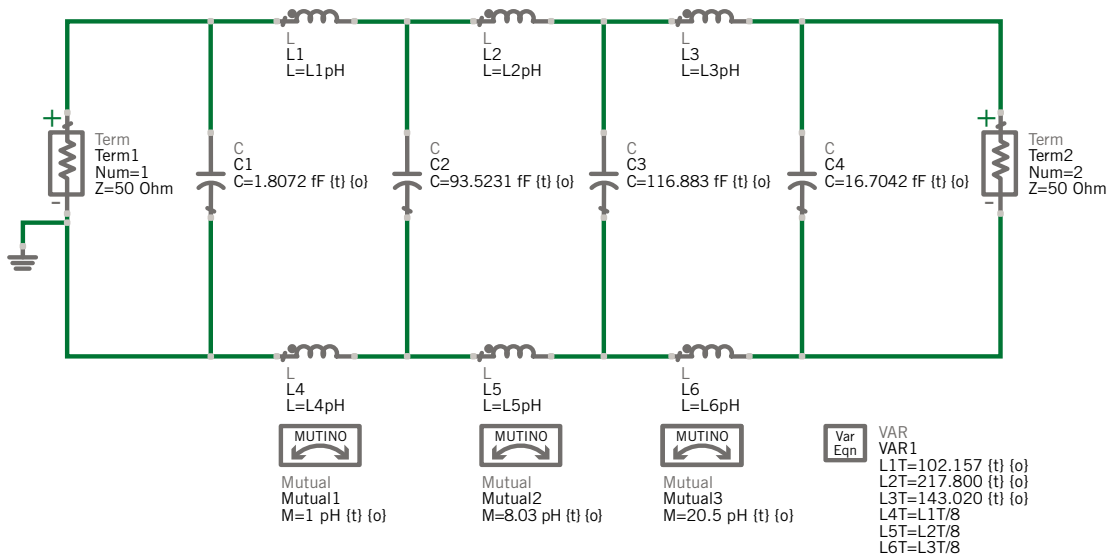 L
L1
L=L1pH
L
L2
L=L2pH
L
L3
L=L3pH
+
Term
Term1
Num=1
Z=50 Ohm
-
C
C1
C=1.8072 fF {t} {o}
C
C2
C=93.5231 fF {t} {o}
C
C3
C=116.883 fF {t} {o}
C
C4
C=16.7042 fF {t} {o}
+
Term
Term2
Num=2
Z=50 Ohm
-
L
L4
L=L4pH
L
L5
L=L5pH
L
L6
L=L6pH
MUTINO
Mutual
Mutual1
M=1 pH {t} {o}
MUTINO
Mutual
Mutual2
M=8.03 pH {t} {o}
MUTINO
Mutual
Mutual3
M=20.5 pH {t} {o}
Var
Eqn
VAR
VAR1
L1T=102.157 {t} {o}
L2T=217.800 {t} {o}
L3T=143.020 {t} {o}
L4T=L1T/8
L5T=L2T/8
L6T=L3T/8